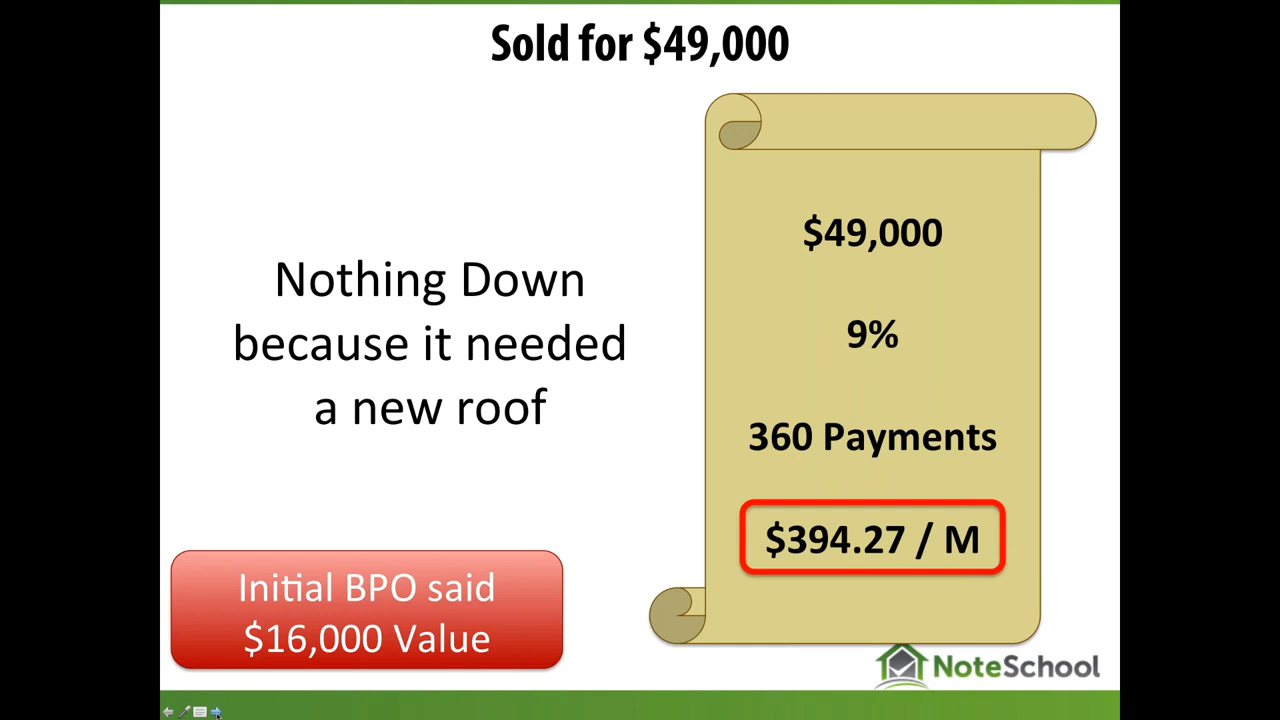 Sold for $49,000
Nothing Down
because it needed
a new roof
Initial BPO said
$16,000 Value
$49,000
9%
360 Payments
$394.27 / M
NoteSchool